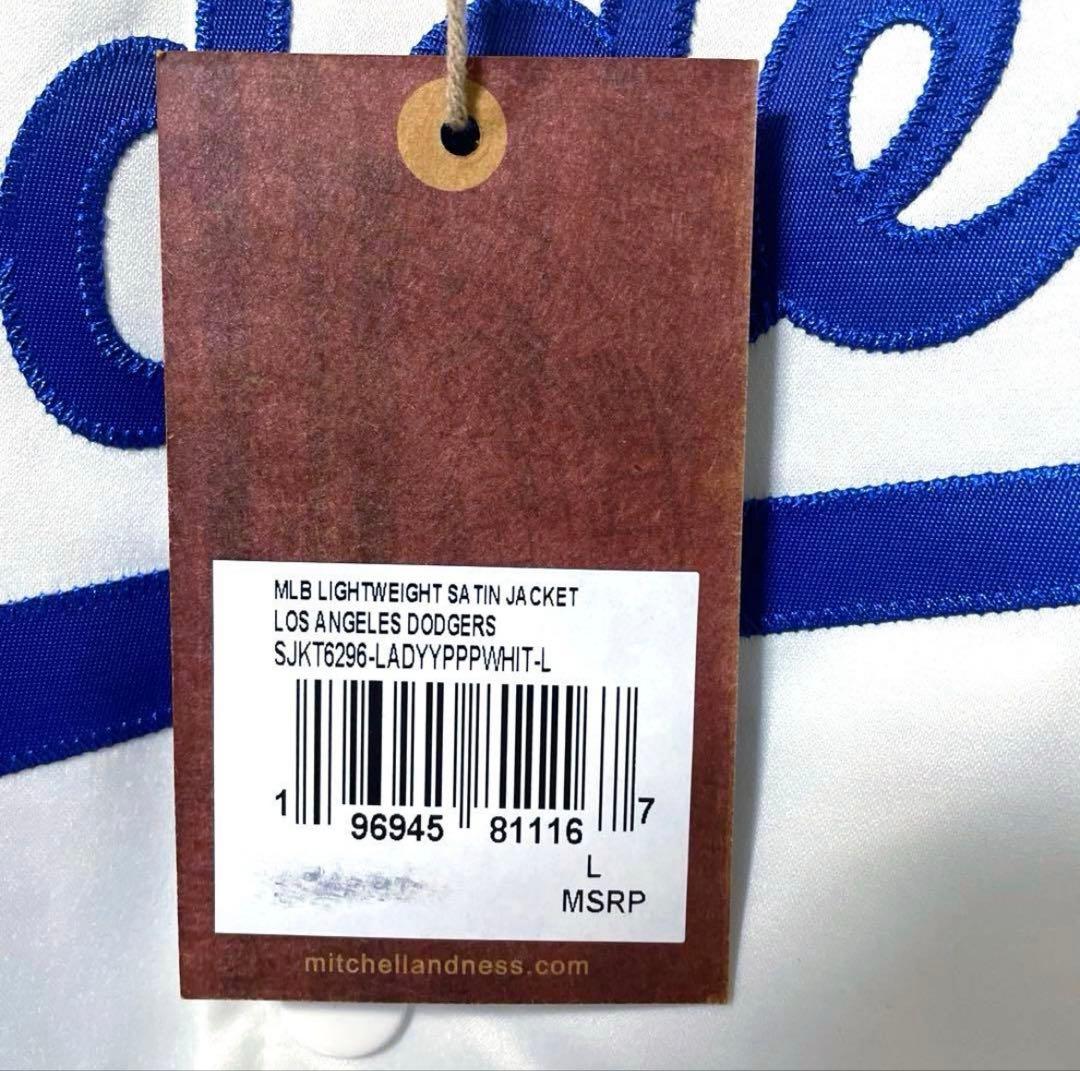 MLB LIGHTWEIGHT SATIN JACKET
LOS ANGELES DODGERS
SJKT6296-LADYYPPPWHIT-L
1 96945 81116 7
L
MSRP
mitchellandness.com